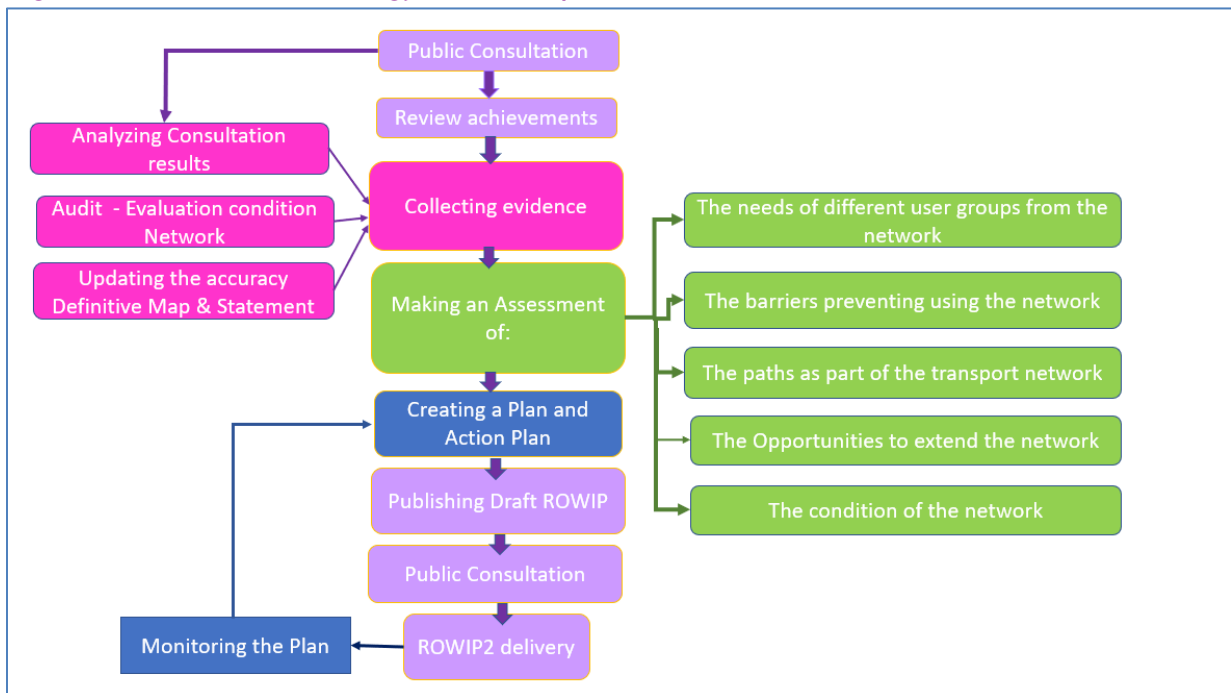 Public Consultation
Review achievements
Analyzing Consultation
results
Audit - Evaluation condition
Network
Updating the accuracy
Definitive Map & Statement
Collecting evidence
Making an Assessment
of:
The needs of different user groups from the
network
The barriers preventing using the network
The paths as part of the transport network
The Opportunities to extend the network
The condition of the network
Creating a Plan and
Action Plan
Publishing Draft ROWIP
Public Consultation
ROWIP2 delivery
Monitoring the Plan